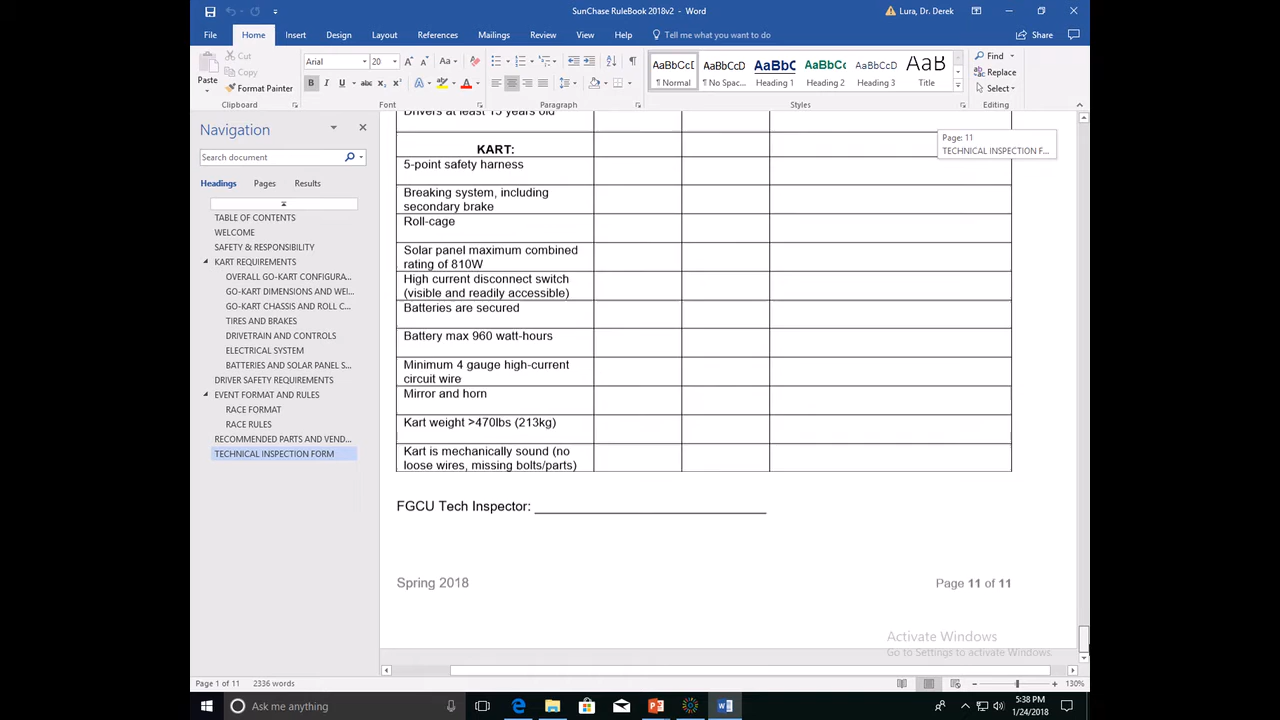 SunChase RuleBook 2018v2 - Word
Lura, Dr. Derek
File Home Insert Design Layout References Mailings Review View Help Tell me what you want to do Share
Paste
Cut
Copy
Format Painter
Clipboard
Arial 20
Font
Paragraph
AaBbCcD AaBbCcD AaBbC AaBbCcD AaBbCcD AaBb
¶ Normal ¶ No Spac... Heading 1 Heading 2 Heading 3 Title
Styles
Find
Replace
Select
Editing
Navigation
Search document
Headings Pages Results
TABLE OF CONTENTS
WELCOME
SAFETY & RESPONSIBILITY
KART REQUIREMENTS
OVERALL GO-KART CONFIGURA...
GO-KART DIMENSIONS AND WEI...
GO-KART CHASSIS AND ROLL C...
TIRES AND BRAKES
DRIVETRAIN AND CONTROLS
ELECTRICAL SYSTEM
BATTERIES AND SOLAR PANEL S...
DRIVER SAFETY REQUIREMENTS
EVENT FORMAT AND RULES
RACE FORMAT
RACE RULES
RECOMMENDED PARTS AND VEND...
TECHNICAL INSPECTION FORM
Drivers at least 15 years old
Page: 11
TECHNICAL INSPECTION F...
KART:
5-point safety harness
Breaking system, including
secondary brake
Roll-cage
Solar panel maximum combined
rating of 810W
High current disconnect switch
(visible and readily accessible)
Batteries are secured
Battery max 960 watt-hours
Minimum 4 gauge high-current
circuit wire
Mirror and horn
Kart weight >470lbs (213kg)
Kart is mechanically sound (no
loose wires, missing bolts/parts)
FGCU Tech Inspector:
Spring 2018
Page 11 of 11
Activate Windows
Go to Settings to activate Windows.
Page 1 of 11 2336 words
130%
Ask me anything
5:38 PM
1/24/2018